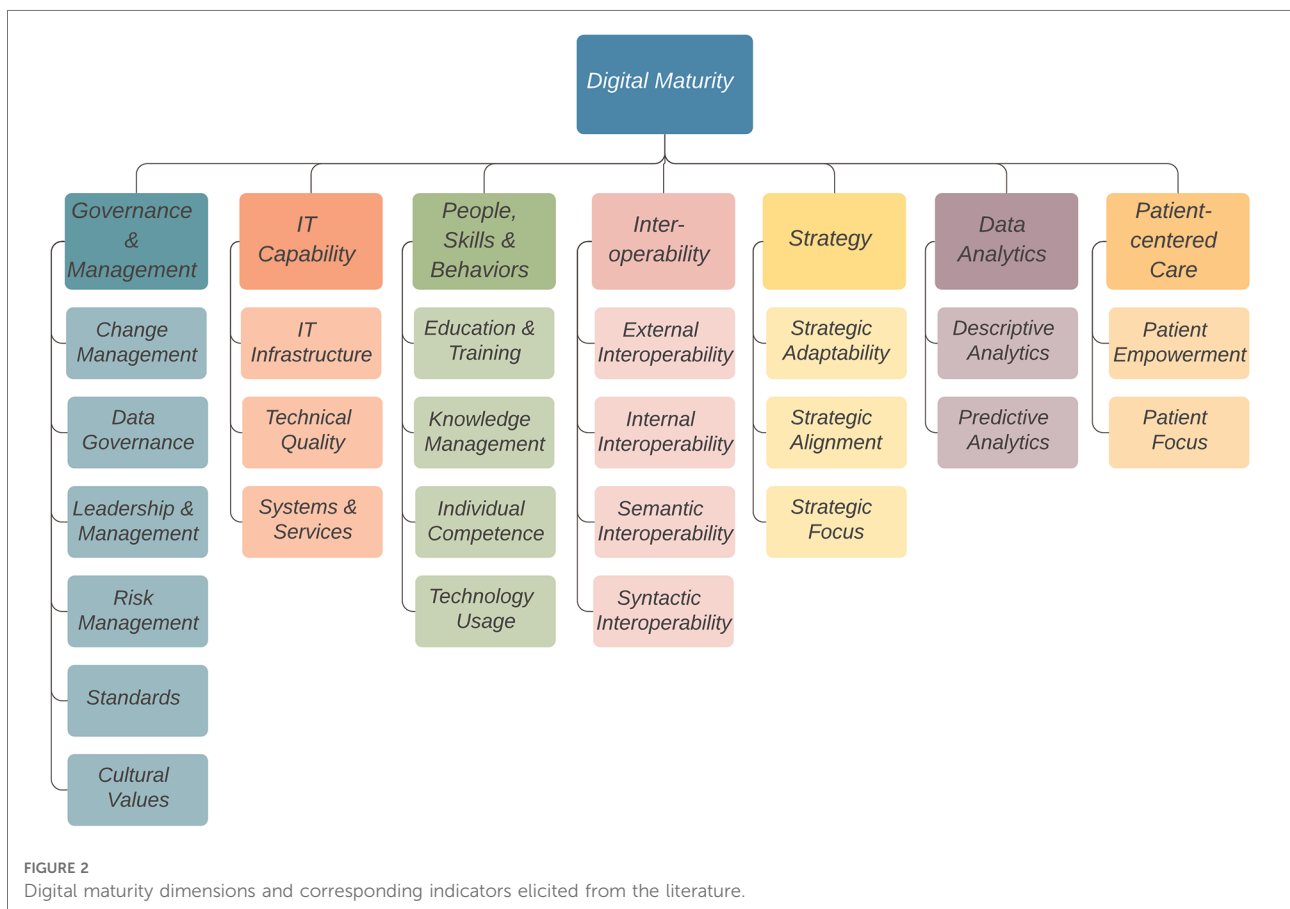 Digital Maturity
Governance
&
Management
Change
Management
Data
Governance
Leadership &
Management
Risk
Management
Standards
Cultural
Values
IT
Capability
IT
Infrastructure
Technical
Quality
Systems &
Services
People,
Skills &
Behaviors
Education &
Training
Knowledge
Management
Individual
Competence
Technology
Usage
Inter-
operability
External
Interoperability
Internal
Interoperability
Semantic
Interoperability
Syntactic
Interoperability
Strategy
Strategic
Adaptability
Strategic
Alignment
Strategic
Focus
Data
Analytics
Descriptive
Analytics
Predictive
Analytics
Patient-
centered
Care
Patient
Empowerment
Patient
Focus
FIGURE 2
Digital maturity dimensions and corresponding indicators elicited from the literature.